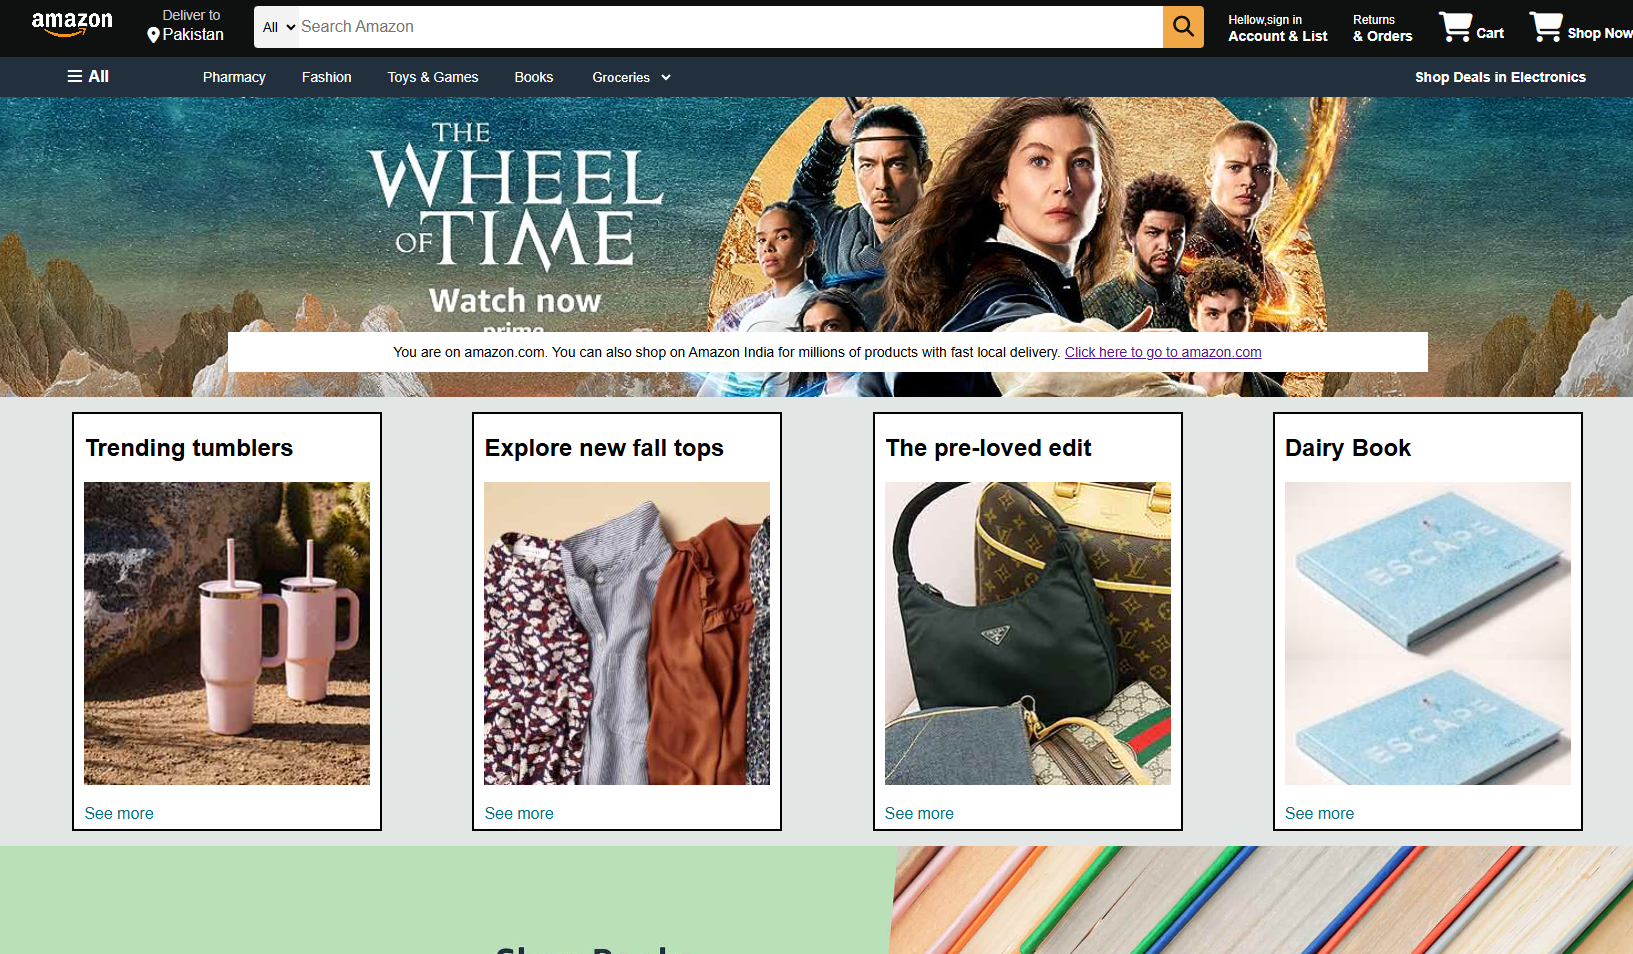 amazon
Deliver to
Pakistan
All
Search Amazon
Hellow,sign in
Account & List
Returns
& Orders
Cart
Shop Now
All
Pharmacy
Fashion
Toys & Games
Books
Groceries
Shop Deals in Electronics
THE
WHEEL
OF TIME
Watch now
prime
You are on amazon.com. You can also shop on Amazon India for millions of products with fast local delivery. Click here to go to amazon.com
Trending tumblers
Explore new fall tops
The pre-loved edit
Dairy Book
PRADA
ESCAPE
ESCAPE
See more
See more
See more
See more